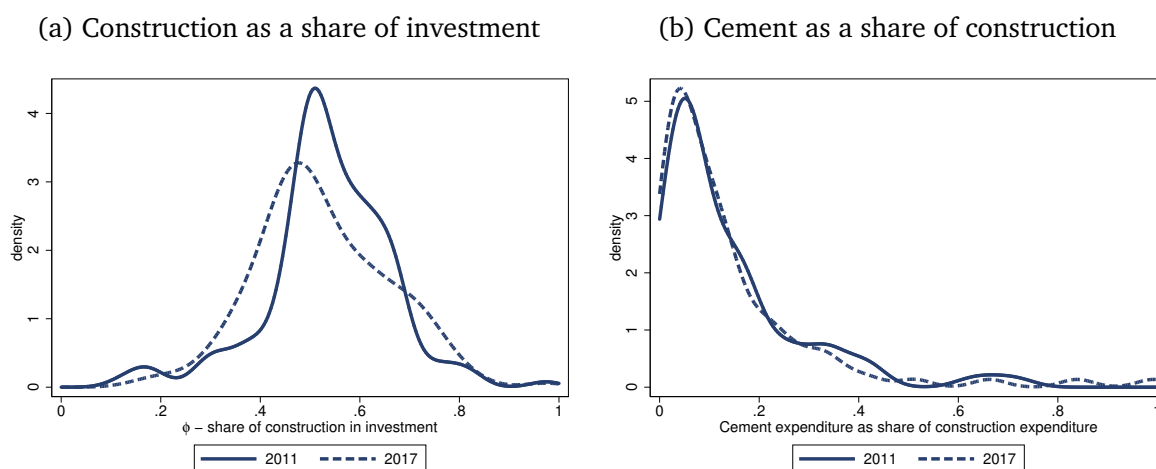 (a) Construction as a share of investment
density
0 1 2 3 4
0 .2 .4 .6 .8 1
ϕ − share of construction in investment
2011 2017
(b) Cement as a share of construction
density
0 1 2 3 4 5
0 .2 .4 .6 .8 1
Cement expenditure as share of construction expenditure
2011 2017